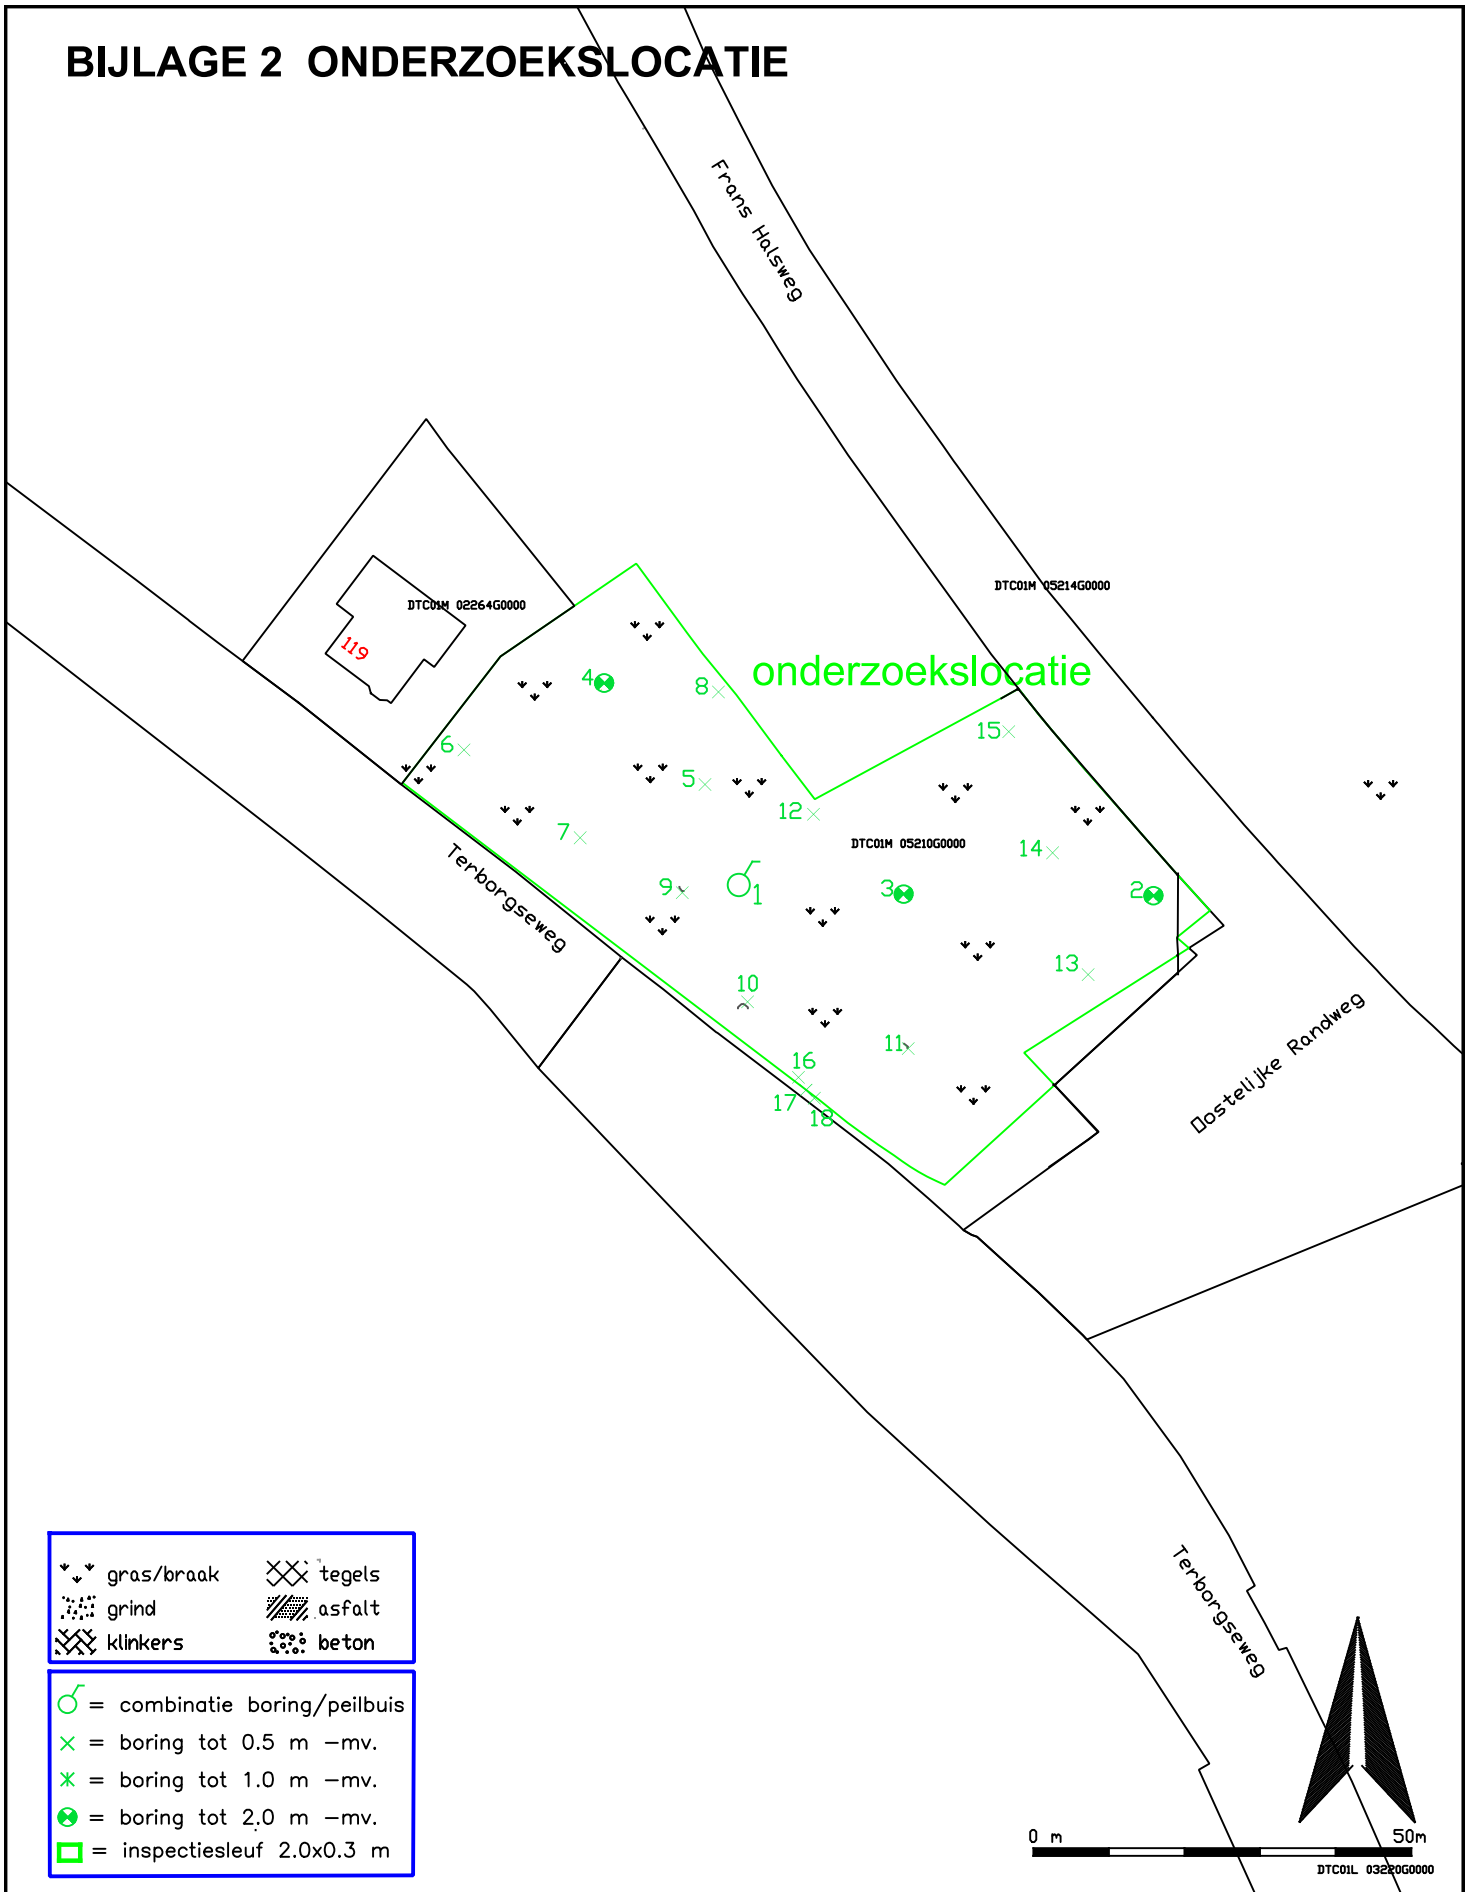 BIJLAGE 2 ONDERZOEKSLOCATIE
Frans Halsweg
DTC01M 05214G0000
DTC01M 02264G0000
119
onderzoekslocatie
4
8
15
6
5
12
7
DTC01M 05210G0000
14
9
1
3
2
Terborgseweg
13
10
11
Oostelijke Randweg
16
17
18
Terborgseweg
gras/braak
tegels
grind
asfalt
klinkers
beton
= combinatie boring/peilbuis
= boring tot 0.5 m -mv.
= boring tot 1.0 m -mv.
= boring tot 2.0 m -mv.
= inspectiesleuf 2.0x0.3 m
0 m
50m
DTC01L 03220G0000